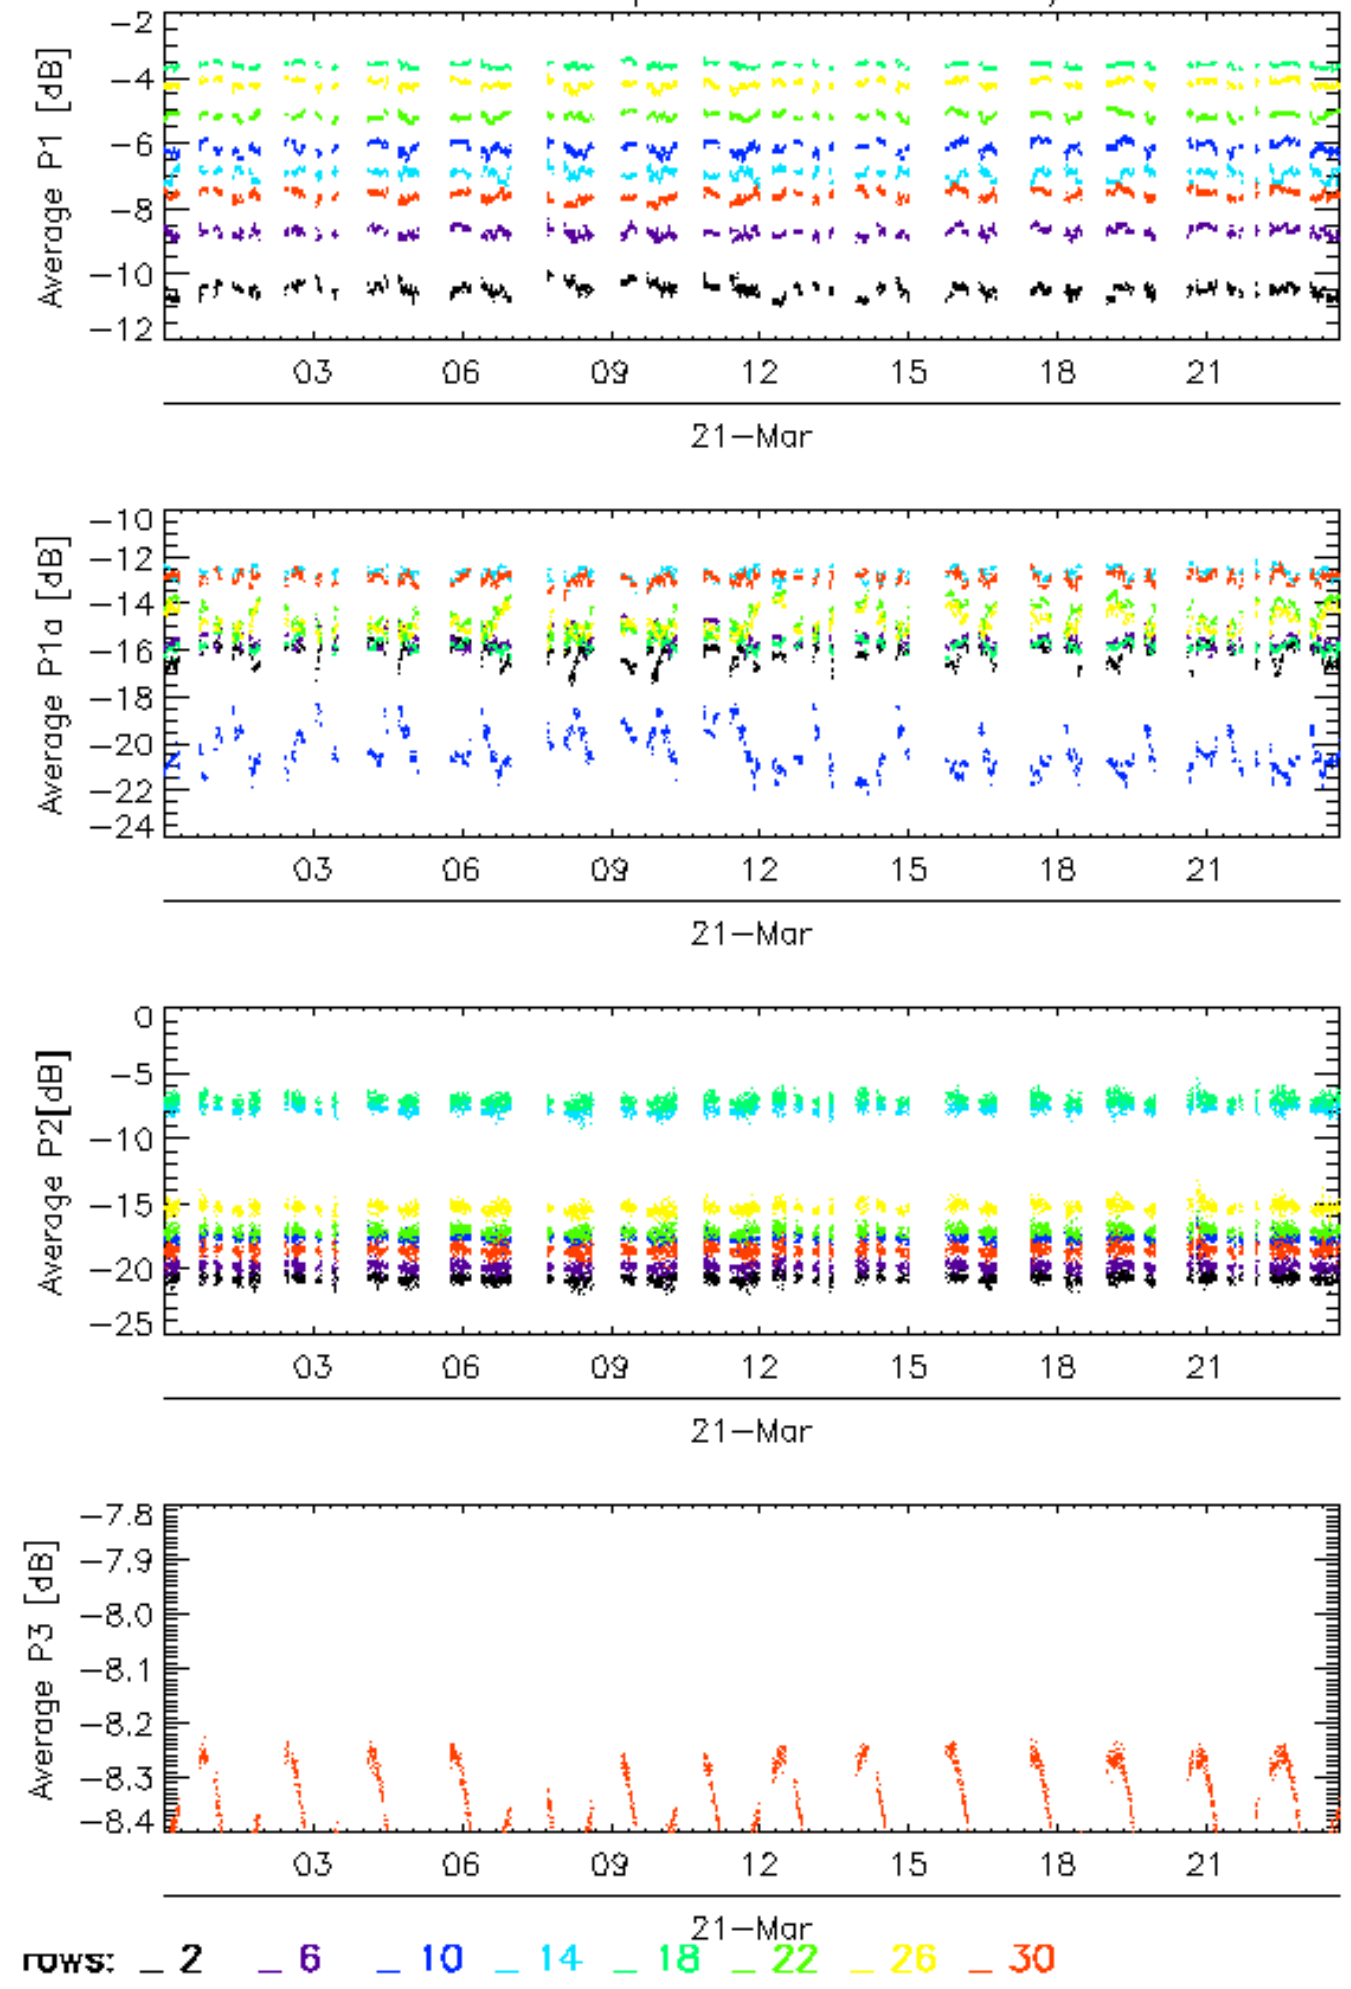 −2
−4
−6
−8
−10
−12
Average P1 [dB]
03 06 09 12 15 18 21
21−Mar
−10
−12
−14
−16
−18
−20
−22
−24
Average P1a [dB]
03 06 09 12 15 18 21
21−Mar
0
−5
−10
−15
−20
−25
Average P2[dB]
03 06 09 12 15 18 21
21−Mar
−7.8
−7.9
−8.0
−8.1
−8.2
−8.3
−8.4
Average P3 [dB]
03 06 09 12 15 18 21
21−Mar
rows: _ 2 _ 6 _ 10 _ 14 _ 18 _ 22 _ 26 _ 30